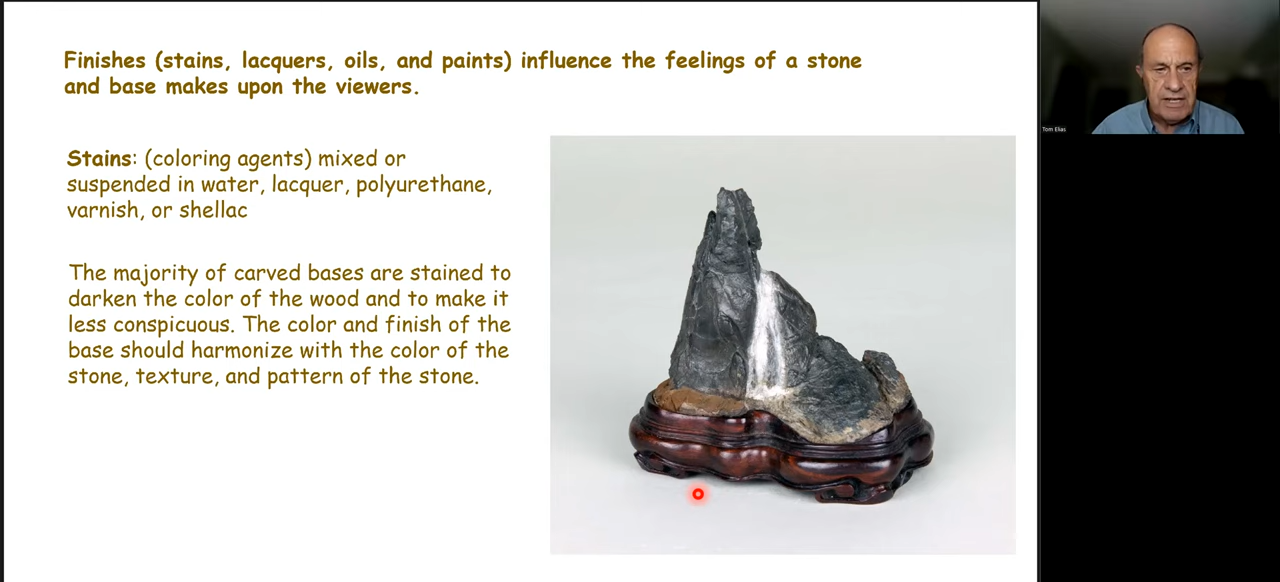 Finishes (stains, lacquers, oils, and paints) influence the feelings of a stone
and base makes upon the viewers.
Stains: (coloring agents) mixed or
suspended in water, lacquer, polyurethane,
varnish, or shellac
The majority of carved bases are stained to
darken the color of the wood and to make it
less conspicuous. The color and finish of the
base should harmonize with the color of the
stone, texture, and pattern of the stone.
Tom Elias